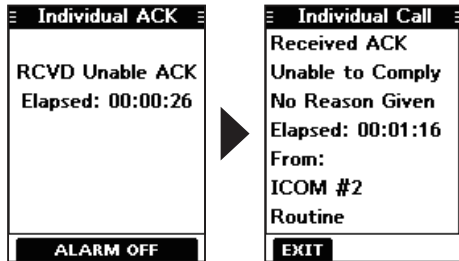 Individual ACK
RCVD Unable ACK
Elapsed: 00:00:26
ALARM OFF
Individual Call
Received ACK
Unable to Comply
No Reason Given
Elapsed: 00:01:16
From:
ICOM #2
Routine
EXIT